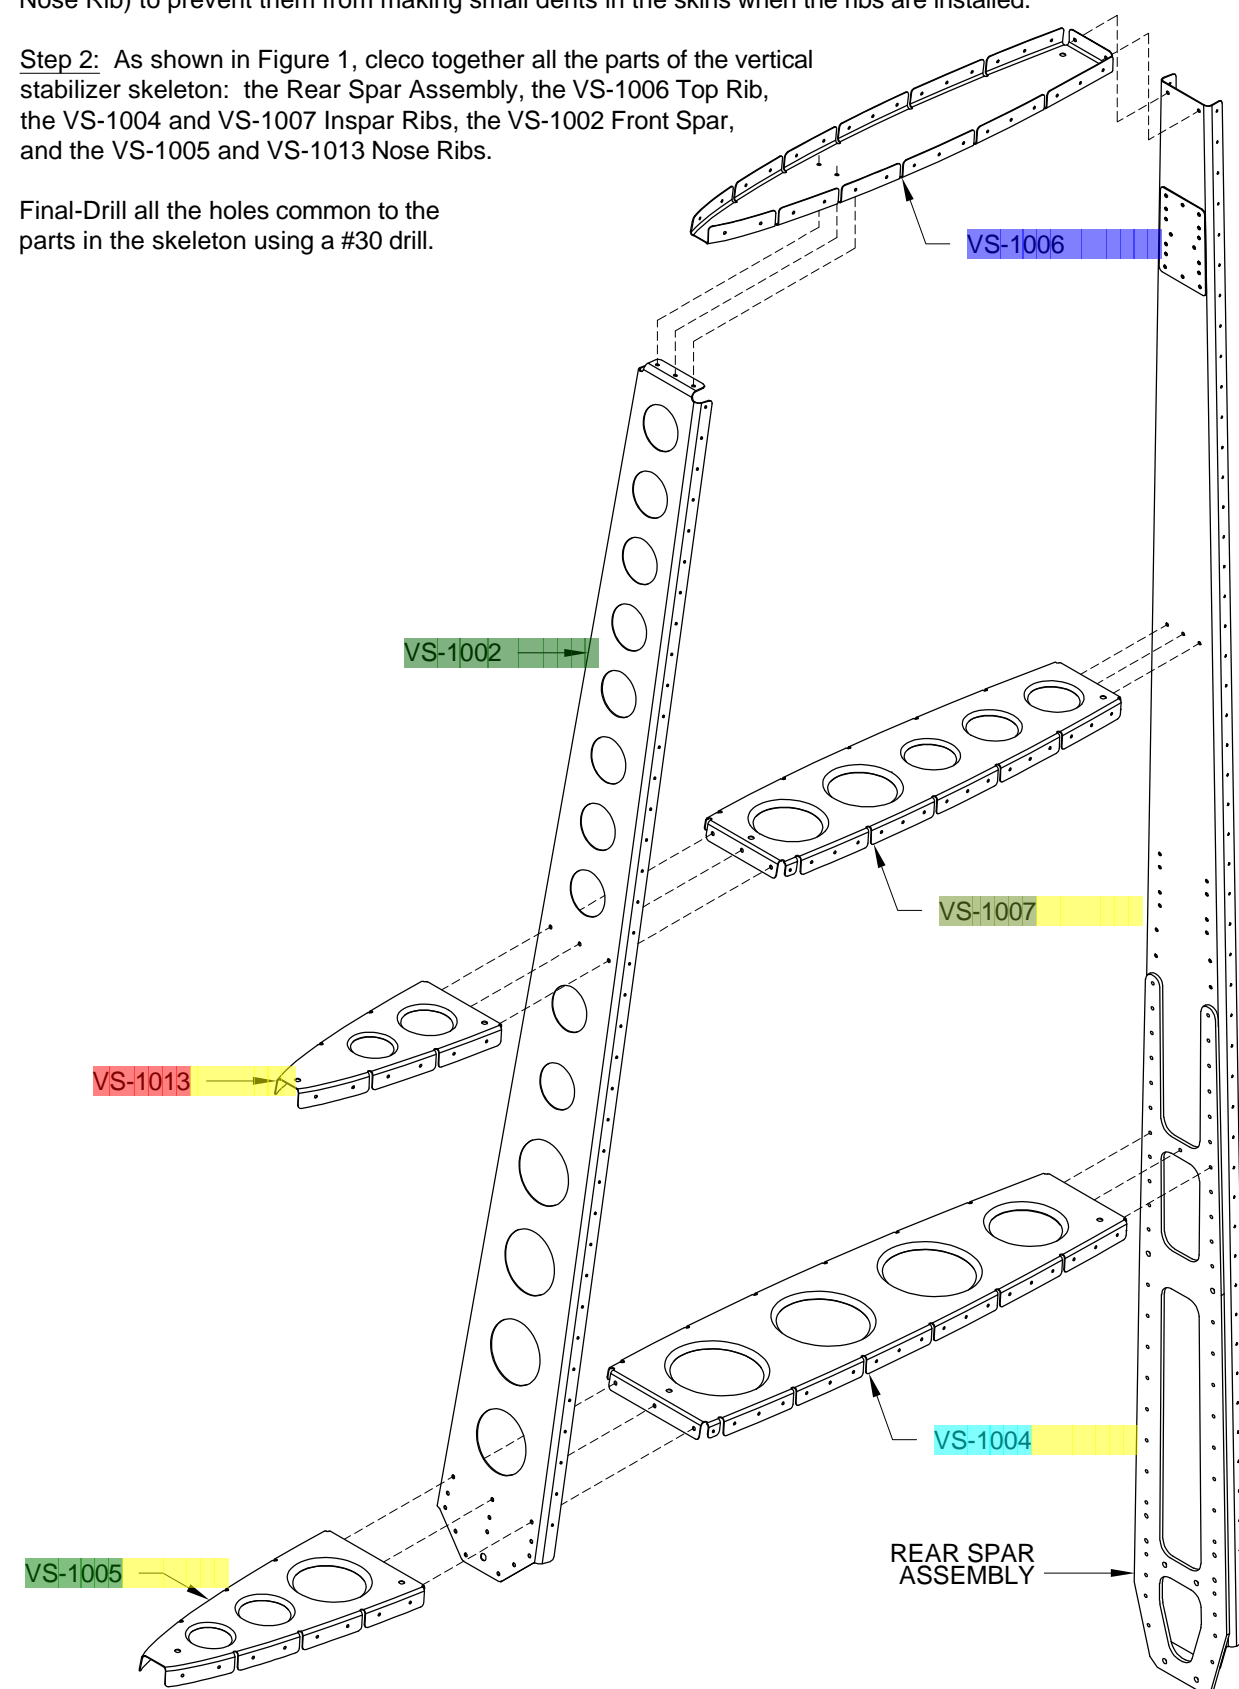 Nose Rib) to prevent them from making small dents in the skins when the ribs are installed.
Step 2: As shown in Figure 1, cleco together all the parts of the vertical
stabilizer skeleton: the Rear Spar Assembly, the VS-1006 Top Rib,
the VS-1004 and VS-1007 Inspar Ribs, the VS-1002 Front Spar,
and the VS-1005 and VS-1013 Nose Ribs.
Final-Drill all the holes common to the
parts in the skeleton using a #30 drill.
VS-1006
VS-1002
VS-1007
VS-1013
VS-1004
REAR SPAR
ASSEMBLY
VS-1005